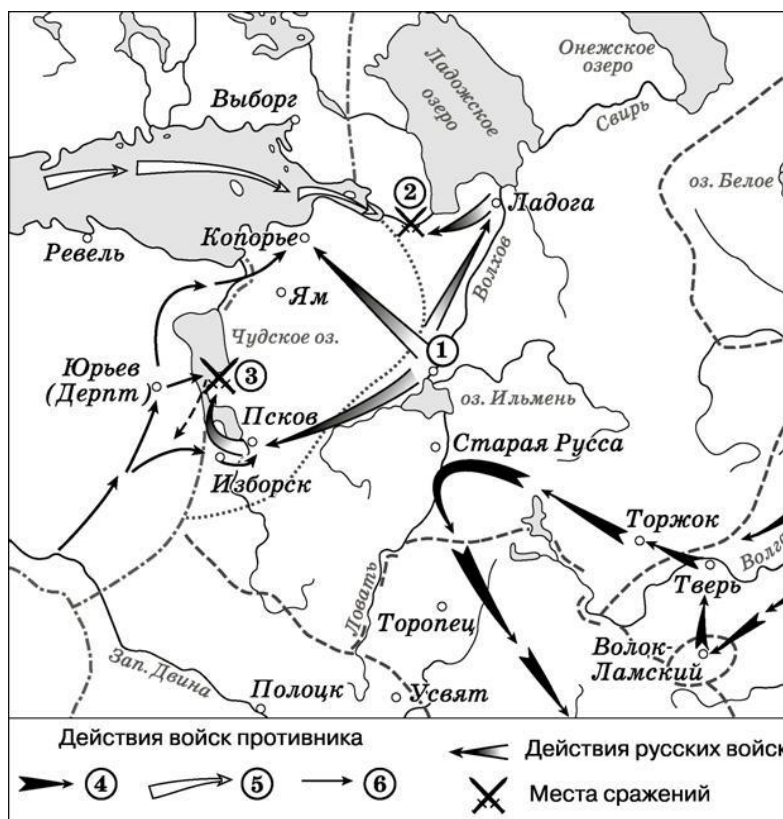 Онежское
озеро
Ладожское
озеро
Свирь
Выборг
оз. Белое
②
Ладога
Копорье
Ревель
Волхов
Ям
①
Чудское оз.
Юрьев
(Дерпт)
③
оз. Ильмень
Псков
Старая Русса
Изборск
Торжок
Волга
Тверь
Ловать
Торопец
Волок-
Ламский
Зап. Двина
Полоцк
Усвят
Действия войск противника
④
⑤
⑥
Действия русских войск
Места сражений